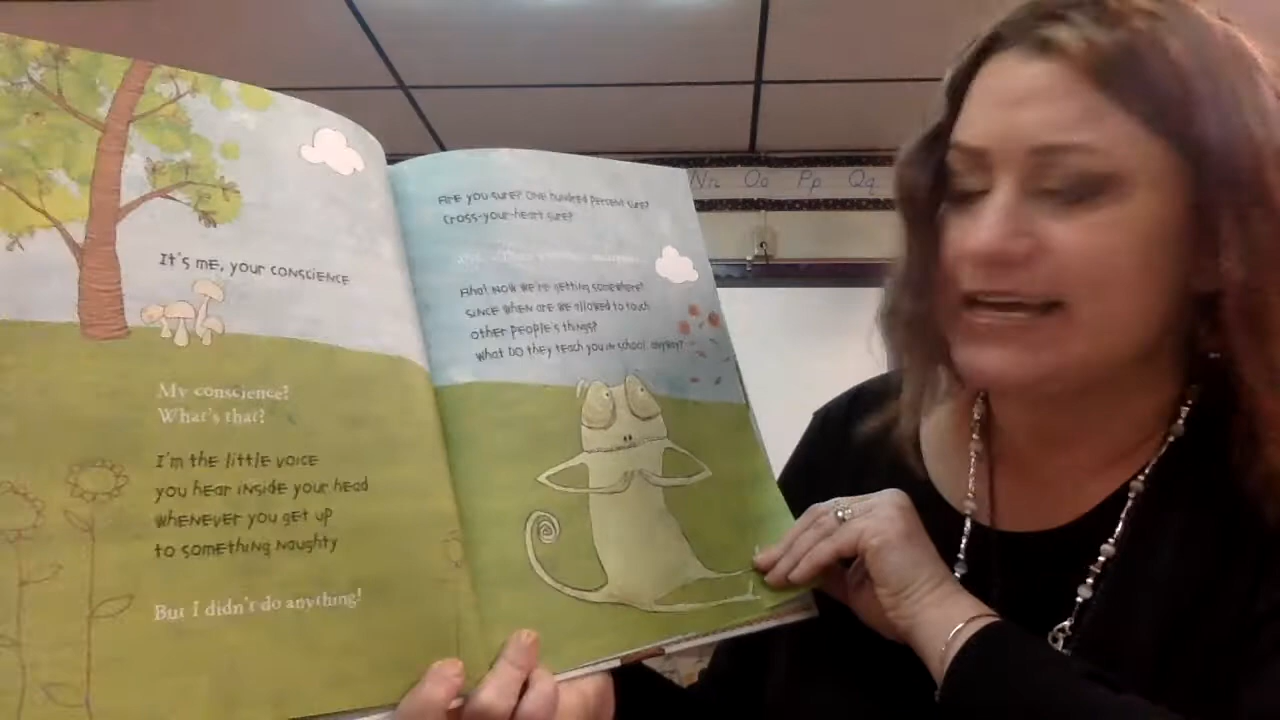 It's me, your conscience
My conscience?
What's that?
I'm the little voice
you hear inside your head
whenever you get up
to something naughty
But I didn't do anything!
Are you sure? One hundred percent sure?
Cross-your-heart sure?
Aha! Now we're getting somewhere!
Since when are we allowed to touch
other people's things?
What DO they teach you in school, anyway?
Nn Oo Pp Qq